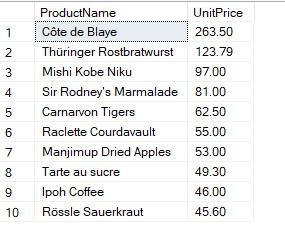 ProductName UnitPrice
1 Côte de Blaye 263.50
2 Thüringer Rostbratwurst 123.79
3 Mishi Kobe Niku 97.00
4 Sir Rodney's Marmalade 81.00
5 Carnarvon Tigers 62.50
6 Raclette Courdavault 55.00
7 Manjimup Dried Apples 53.00
8 Tarte au sucre 49.30
9 Ipoh Coffee 46.00
10 Rössle Sauerkraut 45.60